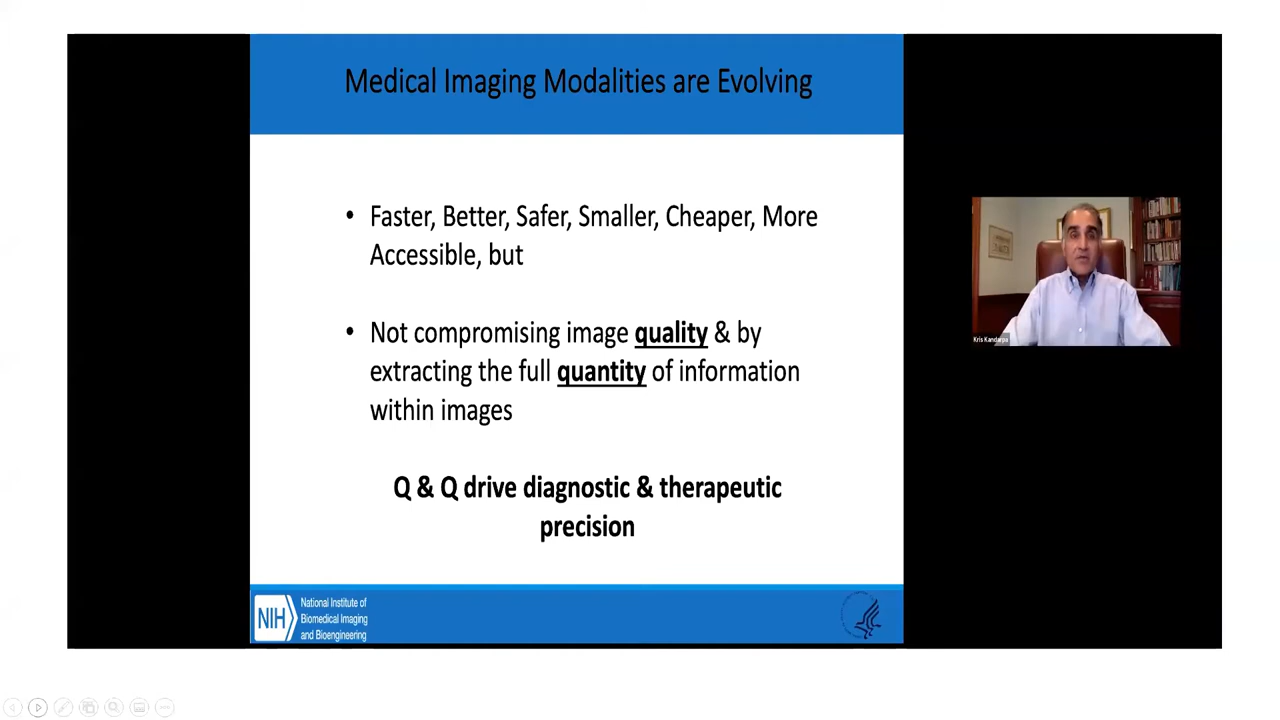 Medical Imaging Modalities are Evolving
• Faster, Better, Safer, Smaller, Cheaper, More
Accessible, but
• Not compromising image quality & by
extracting the full quantity of information
within images
Q & Q drive diagnostic & therapeutic
precision
NIH
National Institute of
Biomedical Imaging
and Bioengineering
Kris Kandarpa